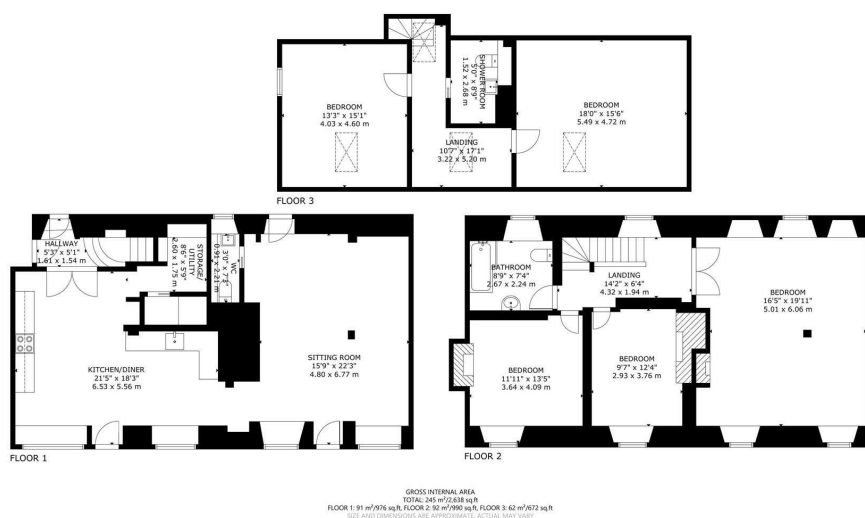 BEDROOM
13'3" x 15'1"
4.03 x 4.60 m
SHOWER ROOM
5'0" x 8'9"
1.52 x 2.68 m
BEDROOM
18'0" x 15'6"
5.49 x 4.72 m
LANDING
10'7" x 17'1"
3.22 x 5.20 m
FLOOR 3
HALLWAY
5'3" x 5'1"
1.61 x 1.54 m
STORAGE/
UTILITY
8'6" x 5'9"
2.60 x 1.75 m
WC
3'0" x 7'3"
0.91 x 2.21 m
KITCHEN/DINER
21'5" x 18'3"
6.53 x 5.56 m
SITTING ROOM
15'9" x 22'3"
4.80 x 6.77 m
FLOOR 1
BATHROOM
8'9" x 7'4"
2.67 x 2.24 m
LANDING
14'2" x 6'4"
4.32 x 1.94 m
BEDROOM
16'5" x 19'11"
5.01 x 6.06 m
BEDROOM
11'11" x 13'5"
3.64 x 4.09 m
BEDROOM
9'7" x 12'4"
2.93 x 3.76 m
FLOOR 2
GROSS INTERNAL AREA
TOTAL: 245 m²/2,638 sq.ft
FLOOR 1: 91 m²/976 sq.ft, FLOOR 2: 92 m²/990 sq.ft, FLOOR 3: 62 m²/672 sq.ft
SIZE AND DIMENSIONS ARE APPROXIMATE, ACTUAL MAY VARY